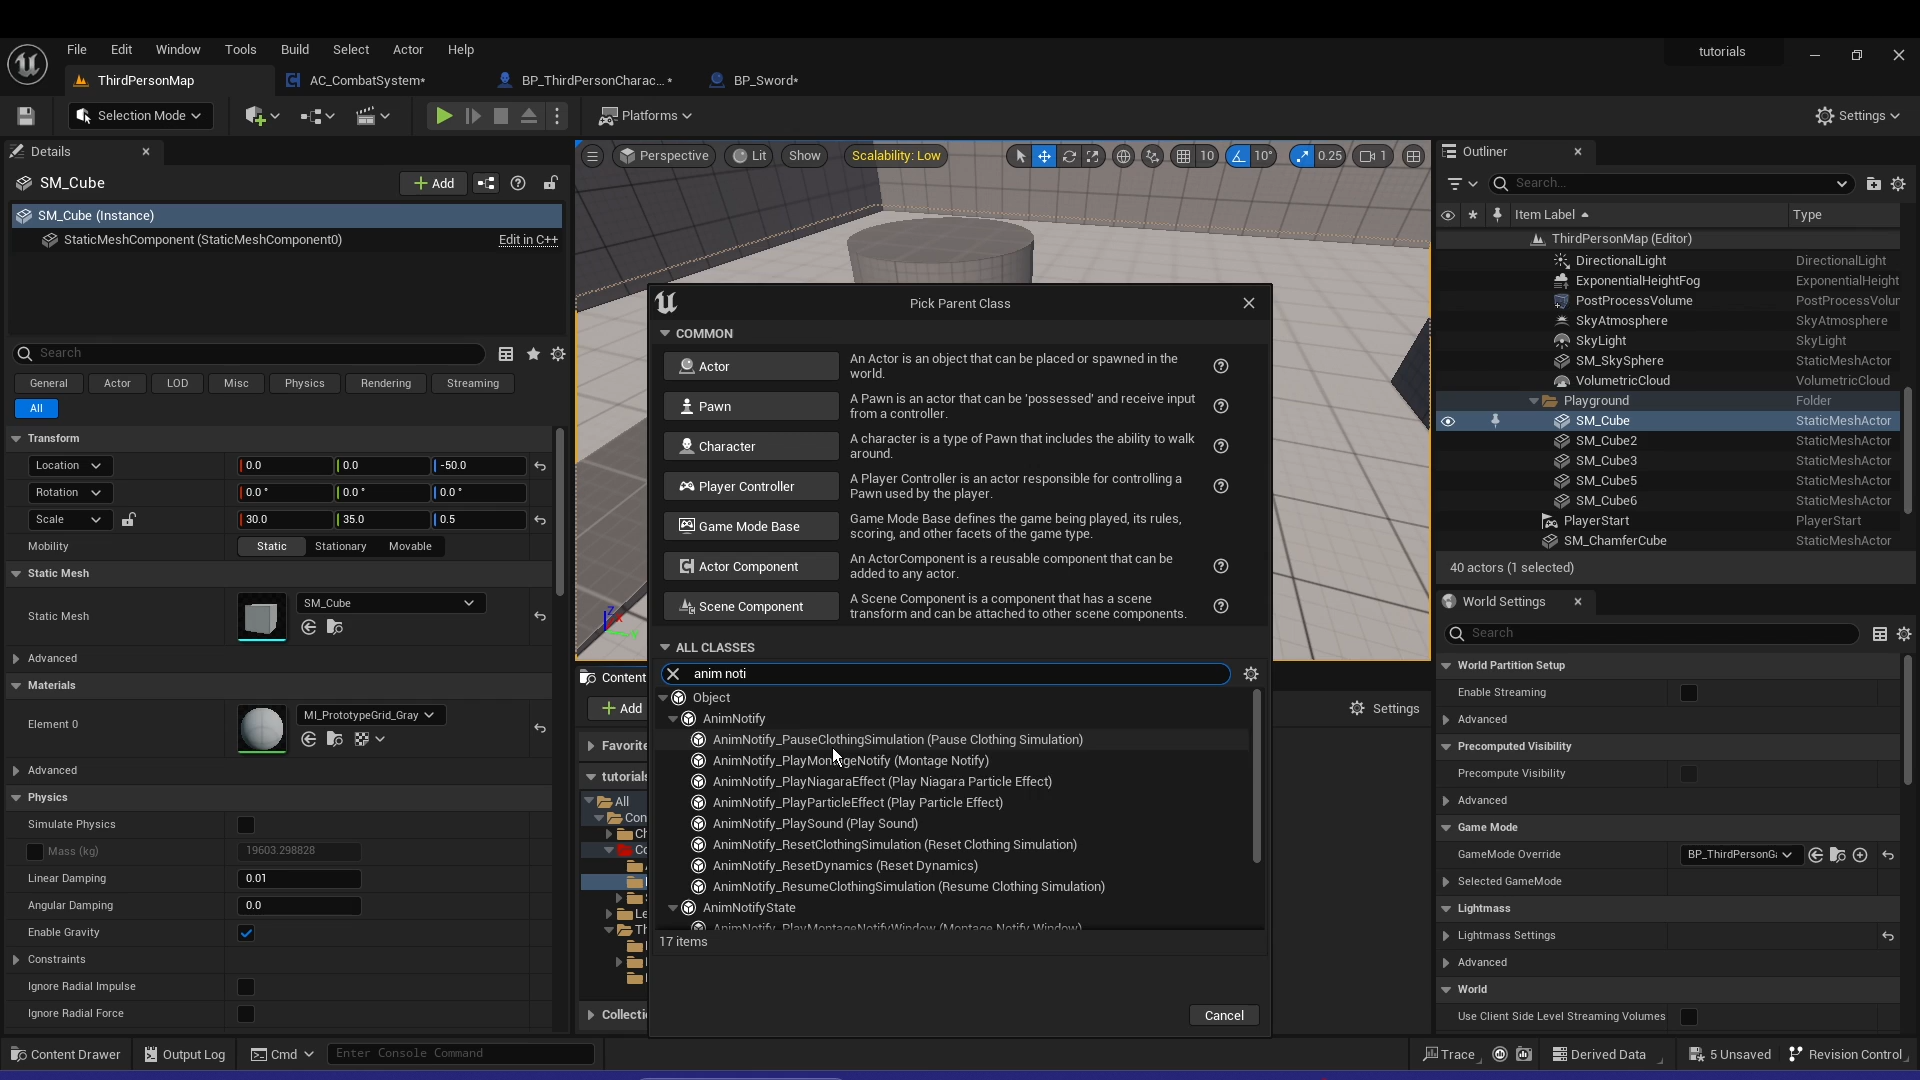 File Edit Window Tools Build Select Actor Help
tutorials
ThirdPersonMap
AC_CombatSystem*
BP_ThirdPersonCharac... *
BP_Sword*
Selection Mode
Platforms
Settings
Details
SM_Cube
Add
SM_Cube (Instance)
StaticMeshComponent (StaticMeshComponent0)
Edit in C++
Search
General Actor LOD Misc Physics Rendering Streaming
All
Transform
Location 0.0 0.0 -50.0
Rotation 0.0 ° 0.0 ° 0.0 °
Scale 30.0 35.0 0.5
Mobility Static Stationary Movable
Static Mesh
Static Mesh SM_Cube
Advanced
Materials
Element 0 MI_PrototypeGrid_Gray
Advanced
Physics
Simulate Physics
Mass (kg) 19603.298828
Linear Damping 0.01
Angular Damping 0.0
Enable Gravity
Constraints
Ignore Radial Impulse
Ignore Radial Force
Perspective Lit Show Scalability: Low 10 10° 0.25 1
Z
Content
Add
Settings
Favorite
tutorials
All
Con
Collecti
Pick Parent Class
COMMON
Actor
An Actor is an object that can be placed or spawned in the
world.
Pawn
A Pawn is an actor that can be 'possessed' and receive input
from a controller.
Character
A character is a type of Pawn that includes the ability to walk
around.
Player Controller
A Player Controller is an actor responsible for controlling a
Pawn used by the player.
Game Mode Base
Game Mode Base defines the game being played, its rules,
scoring, and other facets of the game type.
Actor Component
An ActorComponent is a reusable component that can be
added to any actor.
Scene Component
A Scene Component is a component that has a scene
transform and can be attached to other scene components.
ALL CLASSES
anim noti
Object
AnimNotify
AnimNotify_PauseClothingSimulation (Pause Clothing Simulation)
AnimNotify_PlayMontageNotify (Montage Notify)
AnimNotify_PlayNiagaraEffect (Play Niagara Particle Effect)
AnimNotify_PlayParticleEffect (Play Particle Effect)
AnimNotify_PlaySound (Play Sound)
AnimNotify_ResetClothingSimulation (Reset Clothing Simulation)
AnimNotify_ResetDynamics (Reset Dynamics)
AnimNotify_ResumeClothingSimulation (Resume Clothing Simulation)
AnimNotifyState
AnimNotify_PlayMontageNotifyWindow (Montage Notify Window)
17 items
Cancel
Outliner
Search...
Item Label Type
ThirdPersonMap (Editor)
DirectionalLight DirectionalLight
ExponentialHeightFog ExponentialHeight
PostProcessVolume PostProcessVolur
SkyAtmosphere SkyAtmosphere
SkyLight SkyLight
SM_SkySphere StaticMeshActor
VolumetricCloud VolumetricCloud
Playground Folder
SM_Cube StaticMeshActor
SM_Cube2 StaticMeshActor
SM_Cube3 StaticMeshActor
SM_Cube5 StaticMeshActor
SM_Cube6 StaticMeshActor
PlayerStart PlayerStart
SM_ChamferCube StaticMeshActor
40 actors (1 selected)
World Settings
Search
World Partition Setup
Enable Streaming
Advanced
Precomputed Visibility
Precompute Visibility
Advanced
Game Mode
GameMode Override BP_ThirdPersonGa
Selected GameMode
Lightmass
Lightmass Settings
Advanced
World
Use Client Side Level Streaming Volumes
Content Drawer Output Log Cmd Enter Console Command
Trace Derived Data 5 Unsaved Revision Control